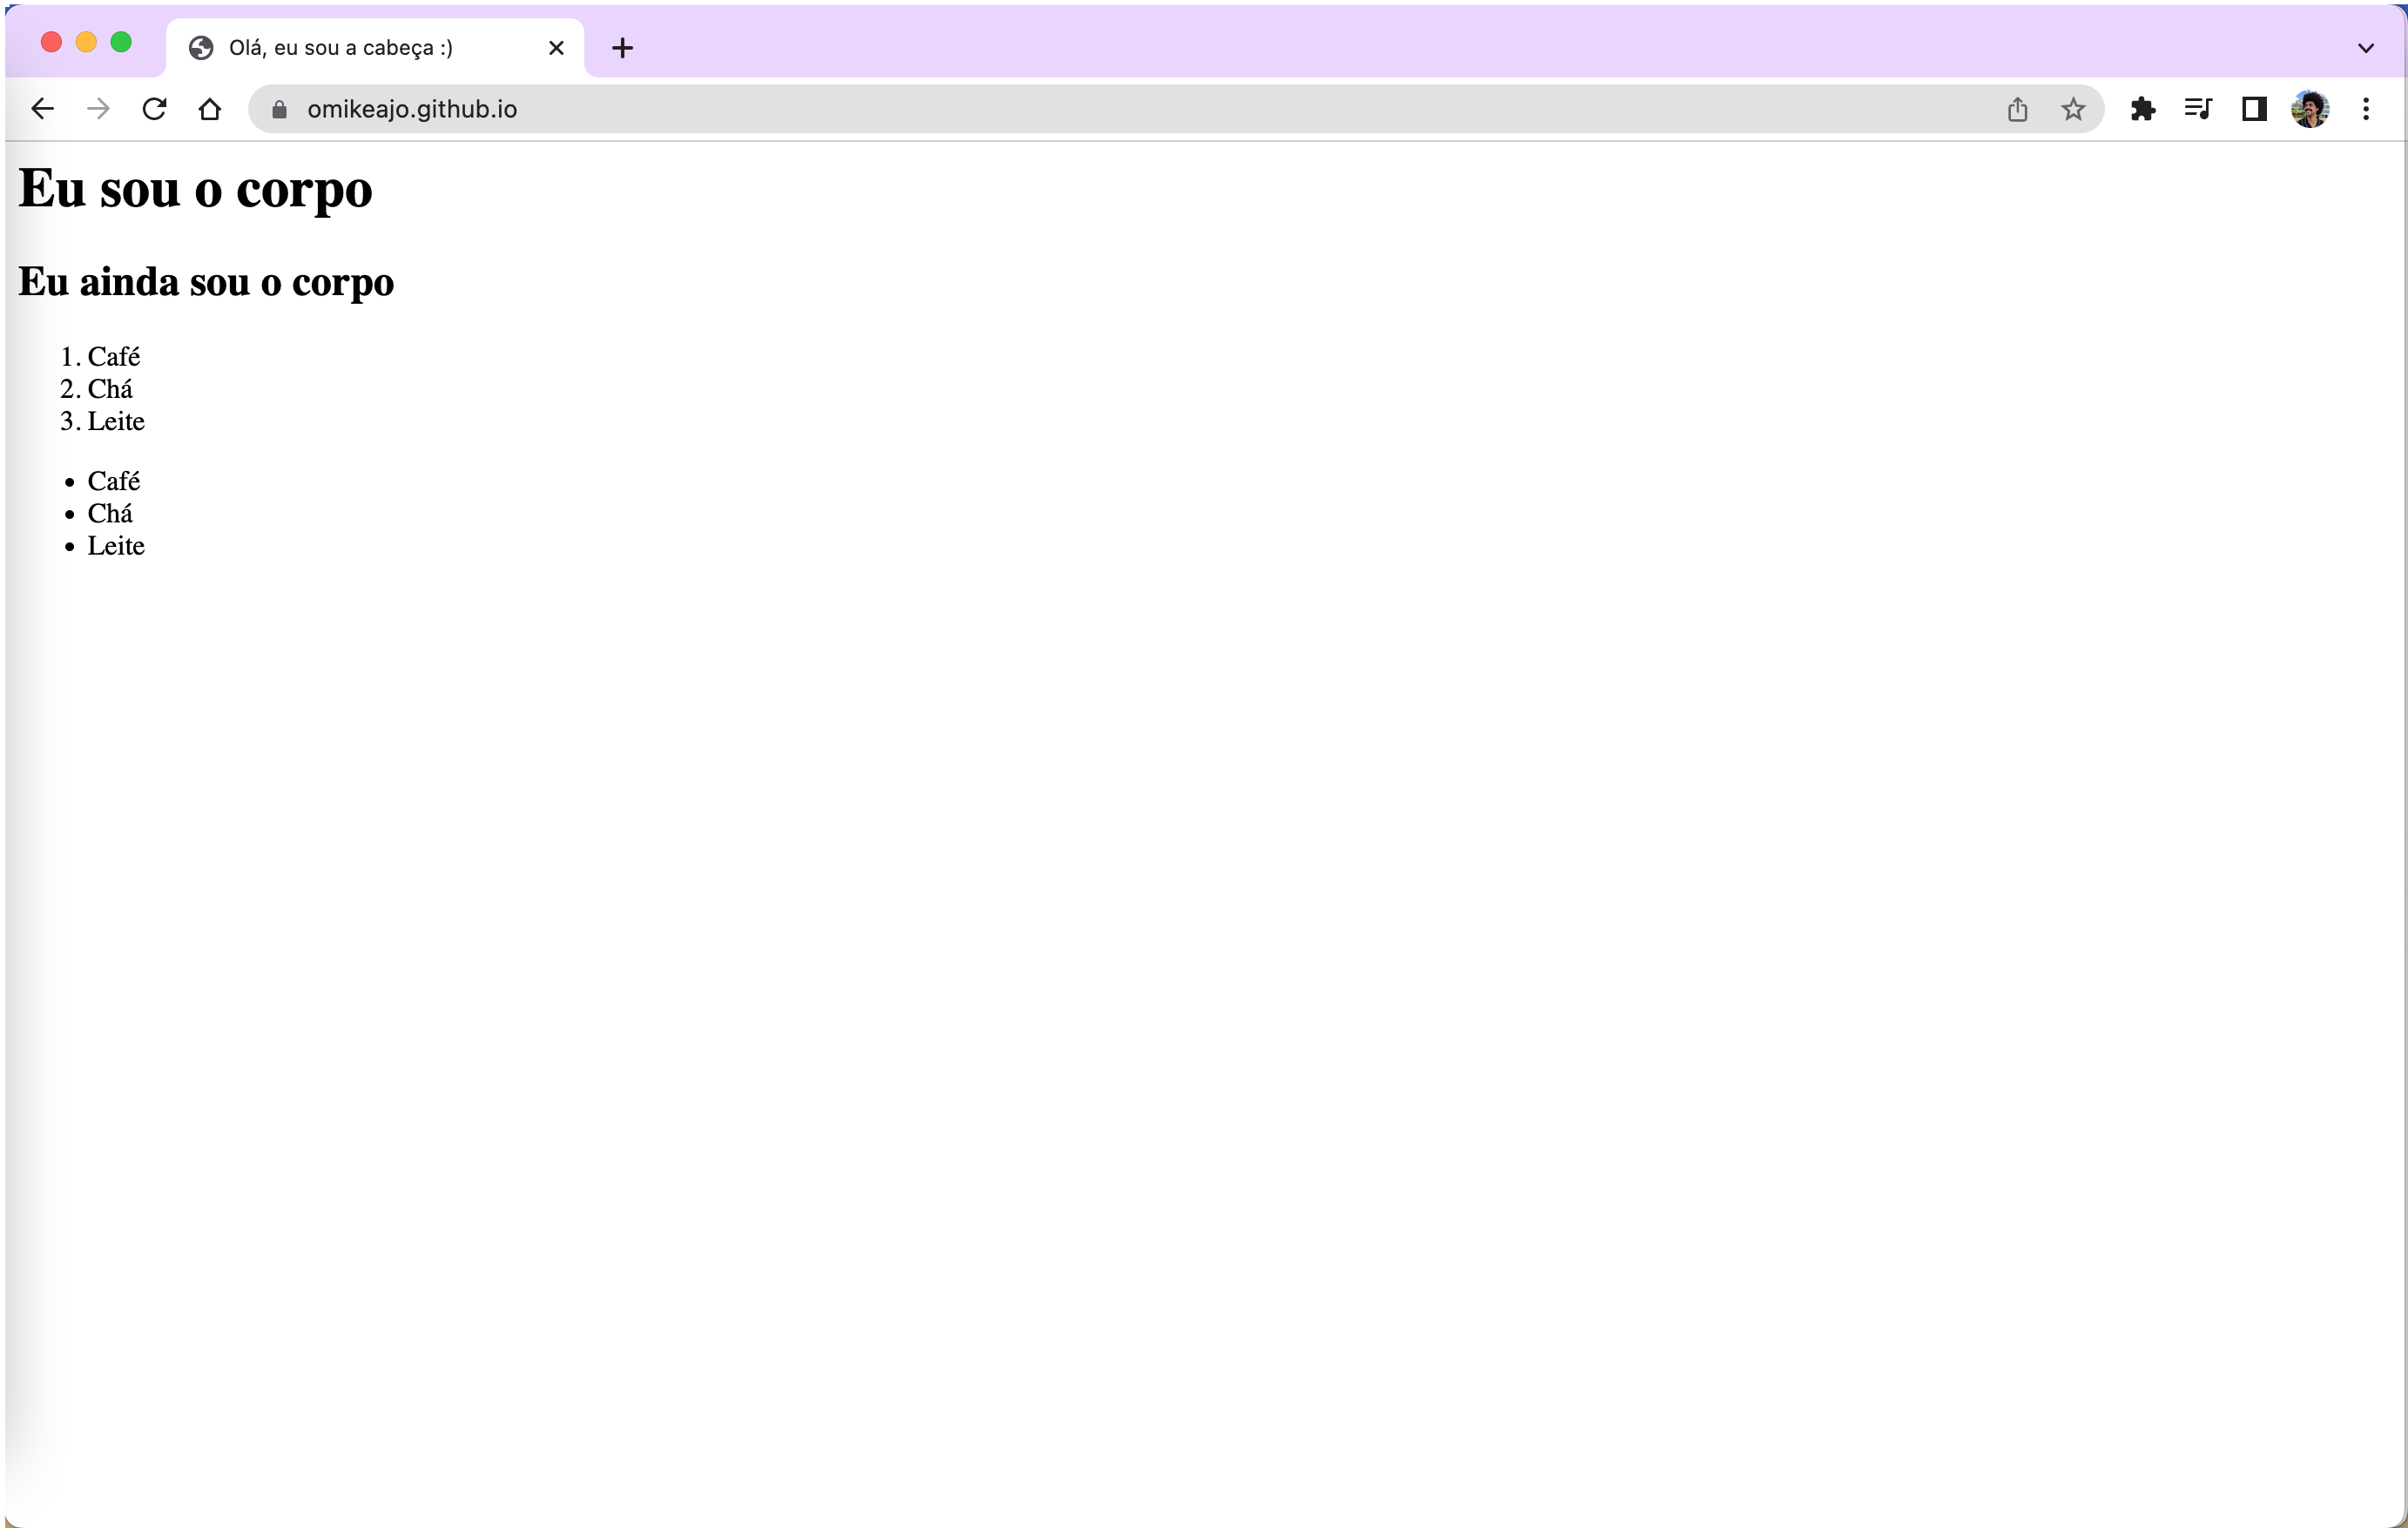 Olá, eu sou a cabeça :)
omikeajo.github.io
Eu sou o corpo
Eu ainda sou o corpo
1. Café
2. Chá
3. Leite
• Café
• Chá
• Leite